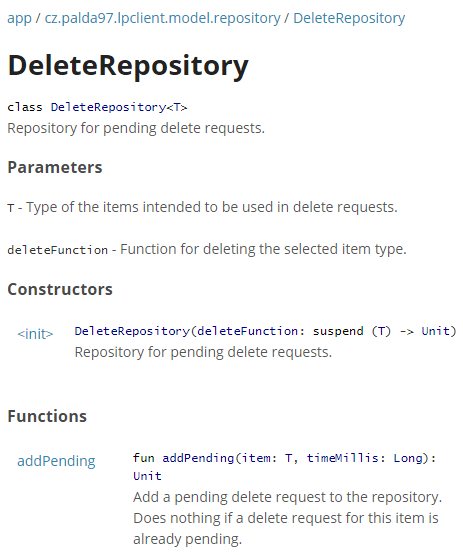 app / cz.palda97.lpclient.model.repository / DeleteRepository
DeleteRepository
class DeleteRepository<T>
Repository for pending delete requests.
Parameters
T - Type of the items intended to be used in delete requests.
deleteFunction - Function for deleting the selected item type.
Constructors
<init> DeleteRepository(deleteFunction: suspend (T) -> Unit)
Repository for pending delete requests.
Functions
addPending fun addPending(item: T, timeMillis: Long):
Unit
Add a pending delete request to the repository.
Does nothing if a delete request for this item is
already pending.